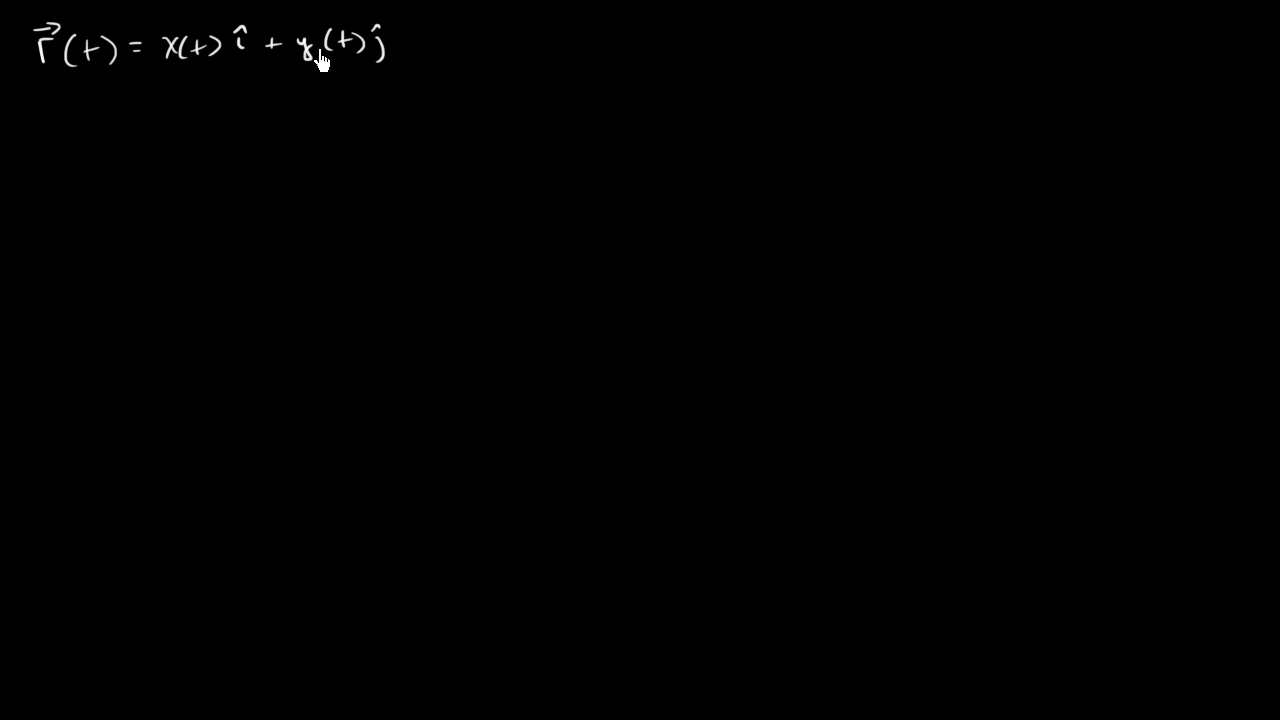 r⃗(t) = x(t) î + y(t) ĵ